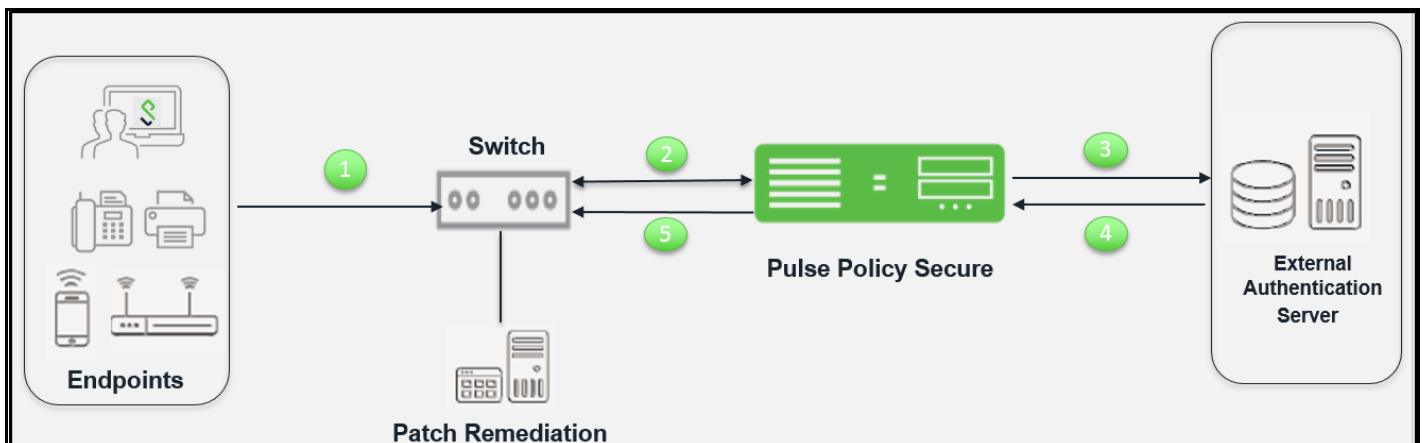 Switch
1
2
3
5
4
Pulse Policy Secure
External
Authentication
Server
Endpoints
Patch Remediation